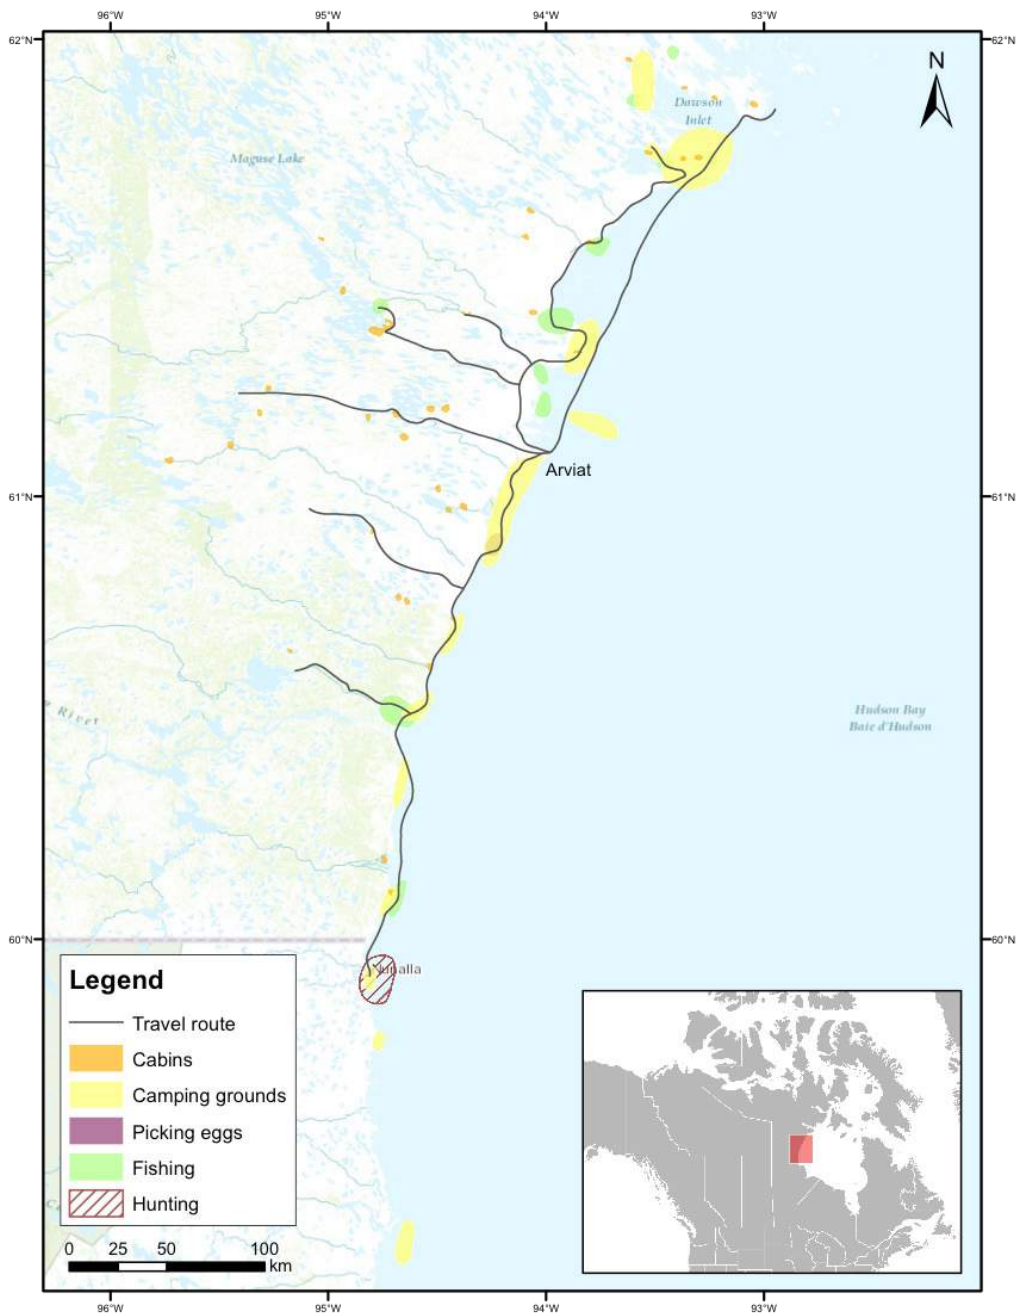 96°W 95°W 94°W 93°W
62°N 62°N
N
Dawson
Inlet
Maguse Lake
Arviat
61°N 61°N
River
Hudson Bay
Baie d'Hudson
60°N 60°N
Nunalla
Legend
Travel route
Cabins
Camping grounds
Picking eggs
Fishing
Hunting
0 25 50 100
km
96°W 95°W 94°W 93°W